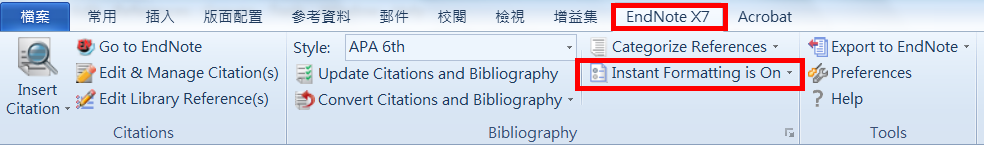 檔案 常用 插入 版面配置 參考資料 郵件 校閱 檢視 增益集 EndNote X7 Acrobat
Insert Citation
Go to EndNote
Edit & Manage Citation(s)
Edit Library Reference(s)
Citations
Style: APA 6th
Update Citations and Bibliography
Convert Citations and Bibliography
Categorize References
Instant Formatting is On
Bibliography
Export to EndNote
Preferences
Help
Tools